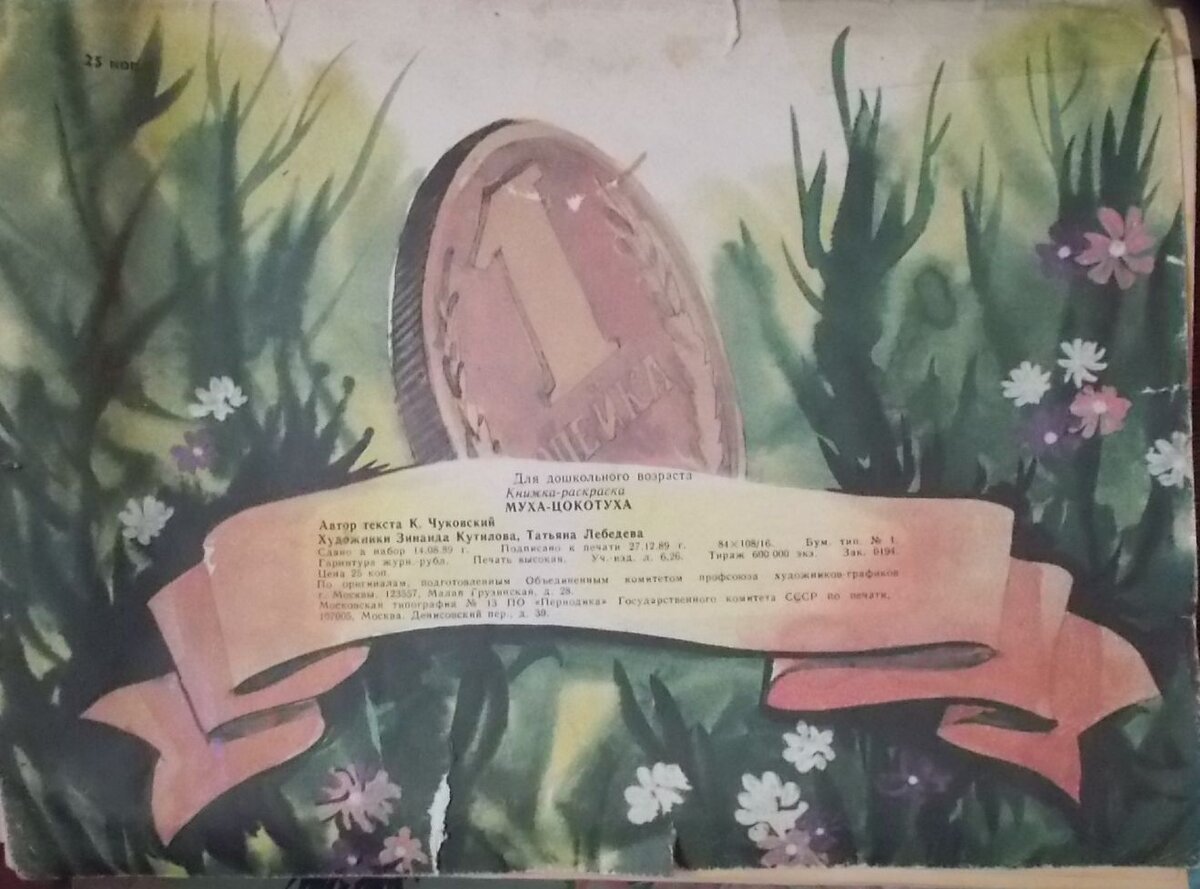 25 коп.
1
ПЕЙКА
Для дошкольного возраста
Книжка-раскраска
МУХА-ЦОКОТУХА
Автор текста К. Чуковский
Художники Зинаида Кутилова, Татьяна Лебедева
Сдано в набор 14.08.89 г. Подписано к печати 27.12.89 г. 84×108/16. Бум. тип. № 1.
Гарнитура журн. рубл. Печать высокая. Уч.-изд. л. 6,26. Тираж 600 000 экз. Зак. 0194.
Цена 25 коп.
По оригиналам, подготовленным Объединенным комитетом профсоюза художников-графиков
г. Москвы. 123557, Малая Грузинская, д. 28.
Московская типография № 13 ПО «Периодика» Государственного комитета СССР по печати,
107005, Москва, Денисовский пер., д. 30.